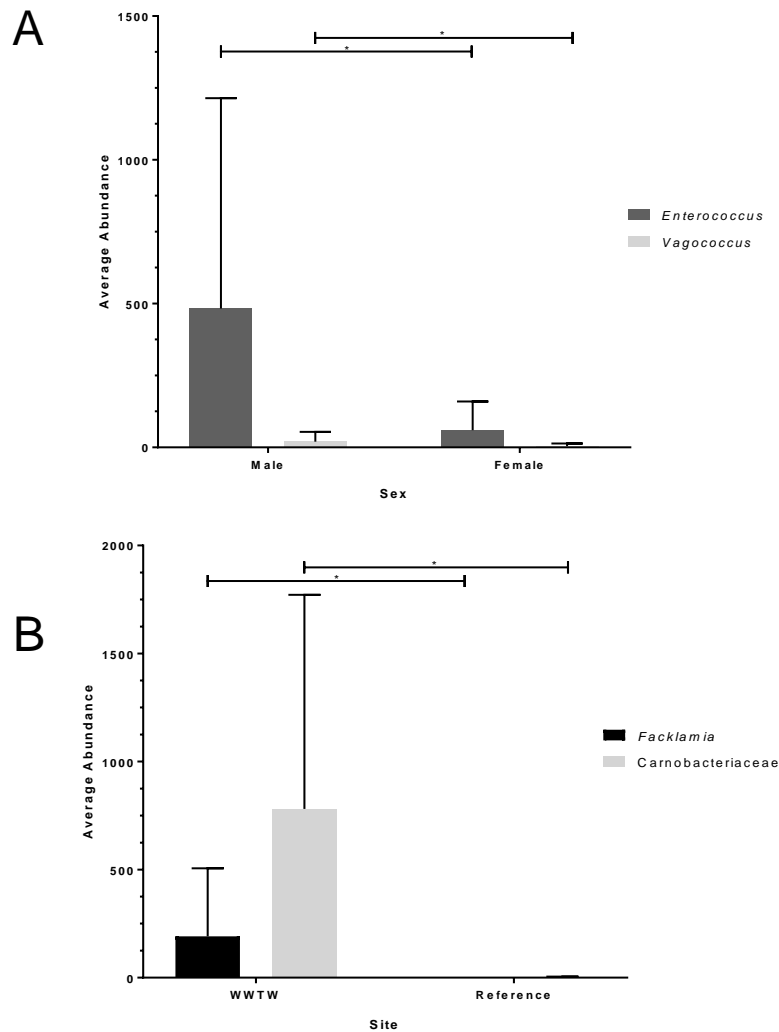 A
1500
*
*
1000
Average Abundance
Enterococcus
Vagococcus
500
0
Male
Female
Sex
2000
*
*
B
1500
Average Abundance
Facklamia
Carnobacteriaceae
1000
500
0
WWTW
Reference
Site